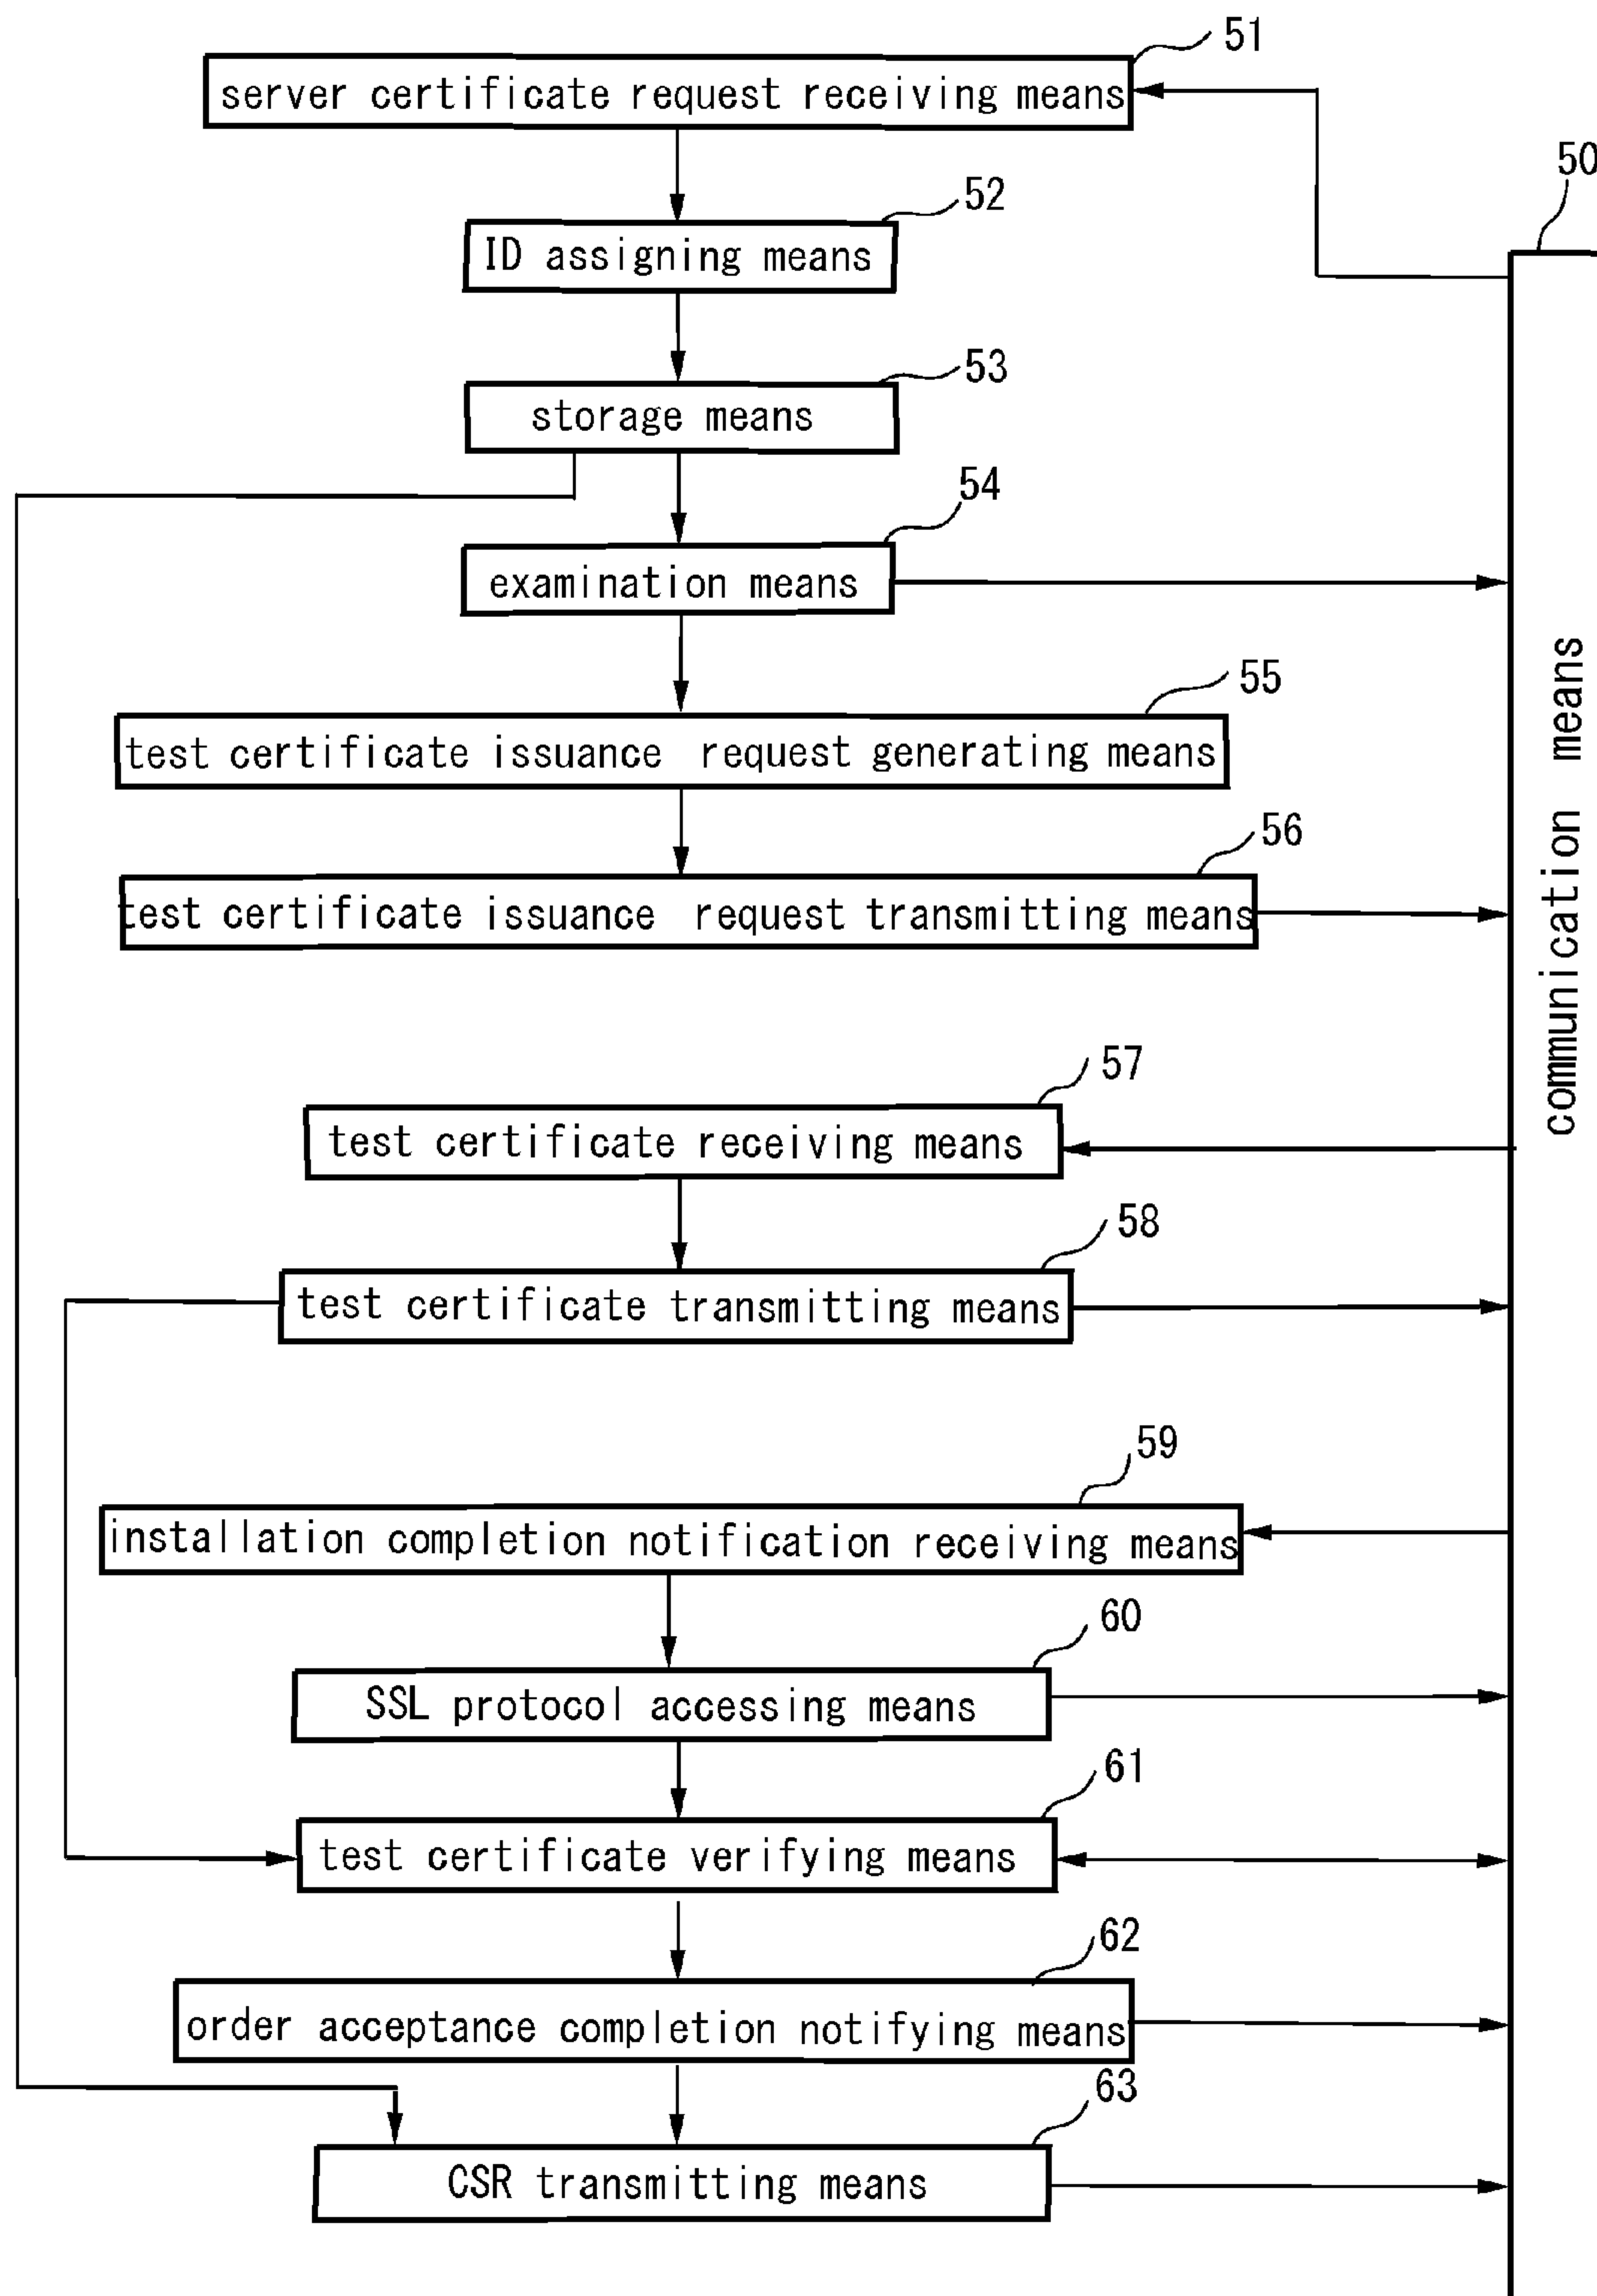 51
server certificate request receiving means
50
52
ID assigning means
53
storage means
54
examination means
55
test certificate issuance request generating means
56
test certificate issuance request transmitting means
communication means
57
test certificate receiving means
58
test certificate transmitting means
59
installation completion notification receiving means
60
SSL protocol accessing means
61
test certificate verifying means
62
order acceptance completion notifying means
63
CSR transmitting means